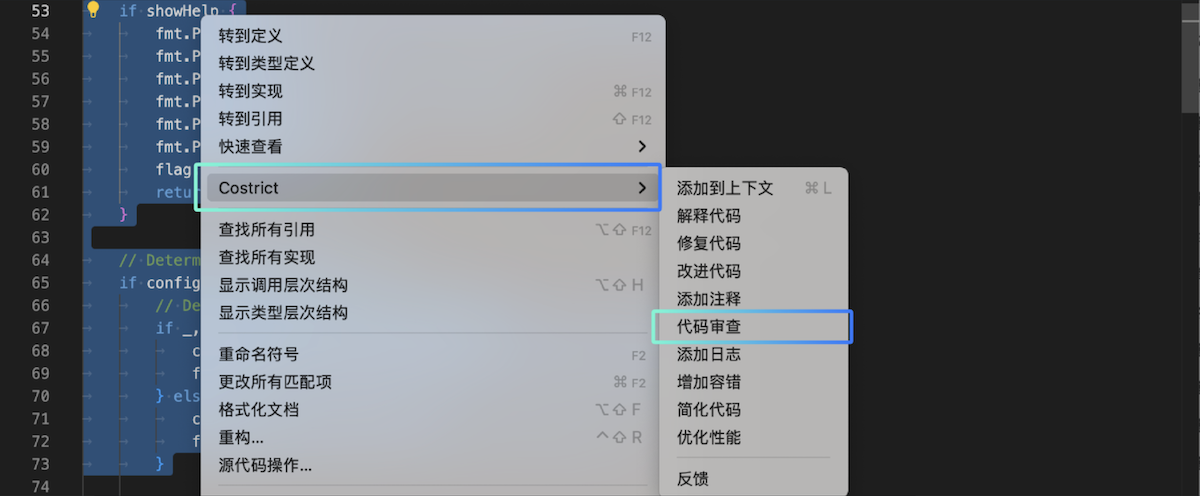 53 if showHelp {
54 fmt.P
55 fmt.P
56 fmt.P
57 fmt.P
58 fmt.P
59 fmt.P
60 flag
61 retur
62 }
63
64 // Determ
65 if config
66 // De
67 if _,
68 c
69 f
70 } els
71 c
72 f
73 }
74
转到定义 F12
转到类型定义
转到实现 ⌘ F12
转到引用 ⇧ F12
快速查看
Costrict
查找所有引用 ⌥⇧ F12
查找所有实现
显示调用层次结构 ⌥⇧ H
显示类型层次结构
重命名符号 F2
更改所有匹配项 ⌘ F2
格式化文档 ⌥⇧ F
重构... ^⇧ R
源代码操作...
添加到上下文 ⌘ L
解释代码
修复代码
改进代码
添加注释
代码审查
添加日志
增加容错
简化代码
优化性能
反馈